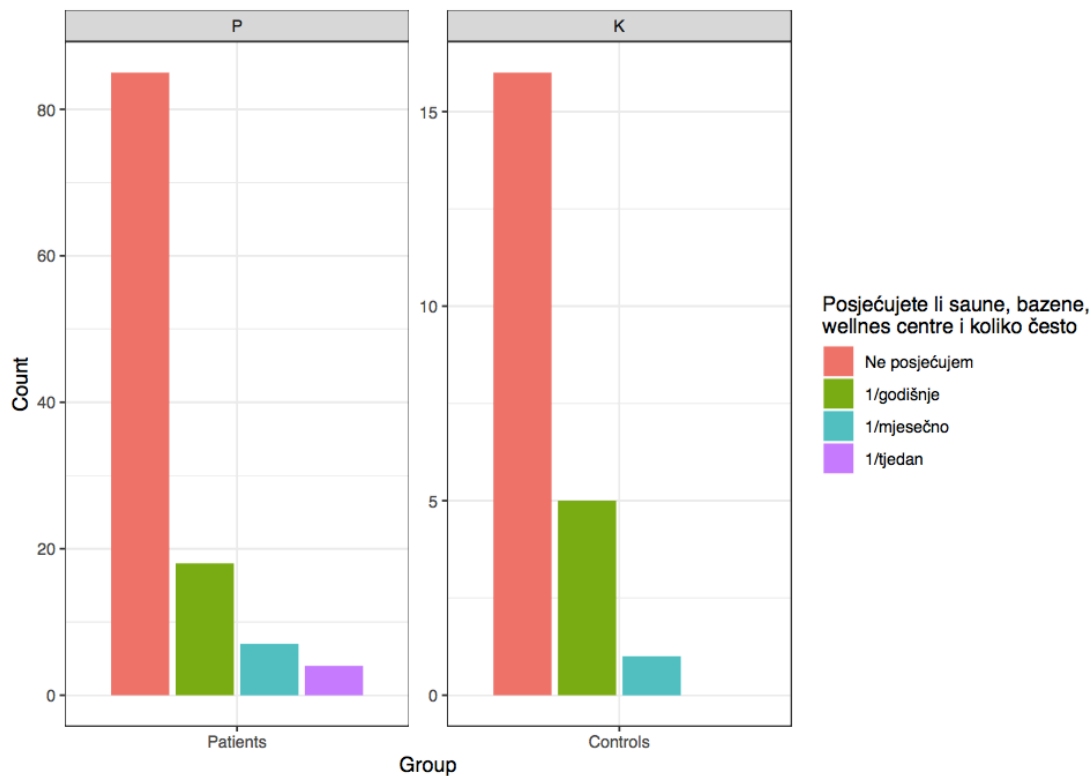 P
K
80
60
40
20
0
15
10
5
0
Count
Patients
Controls
Group
Posjećujete li saune, bazene,
wellnes centre i koliko često
Ne posjećujem
1/godišnje
1/mjesečno
1/tjedan